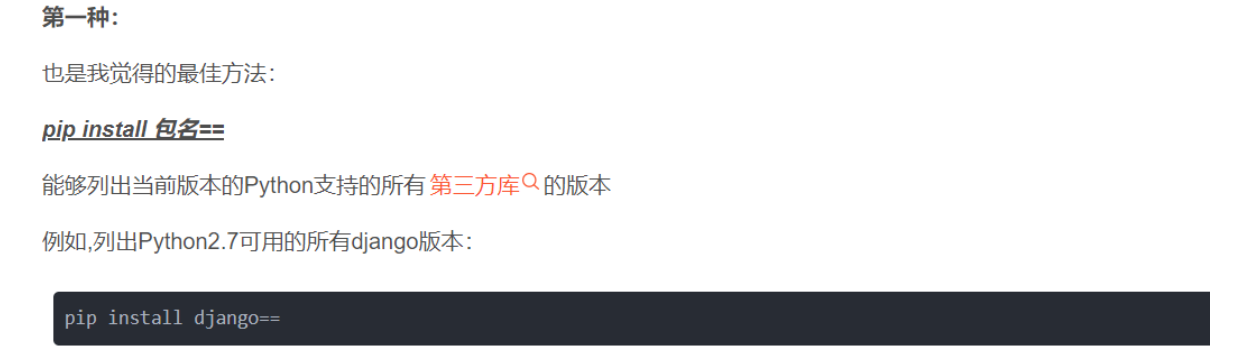 第一种：
也是我觉得的最佳方法：
pip install 包名==
能够列出当前版本的Python支持的所有第三方库的版本
例如,列出Python2.7可用的所有django版本：
pip install django==